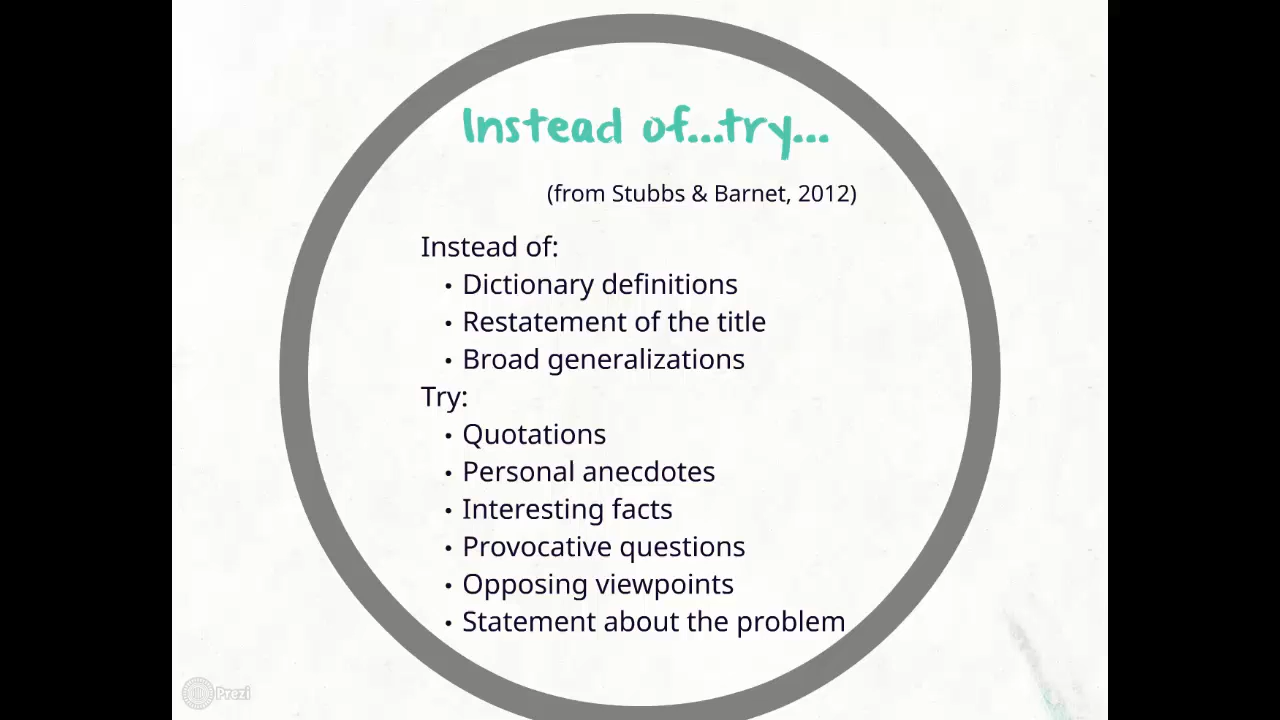 Instead of...try...
(from Stubbs & Barnet, 2012)
Instead of:
• Dictionary definitions
• Restatement of the title
• Broad generalizations
Try:
• Quotations
• Personal anecdotes
• Interesting facts
• Provocative questions
• Opposing viewpoints
• Statement about the problem
Prezi